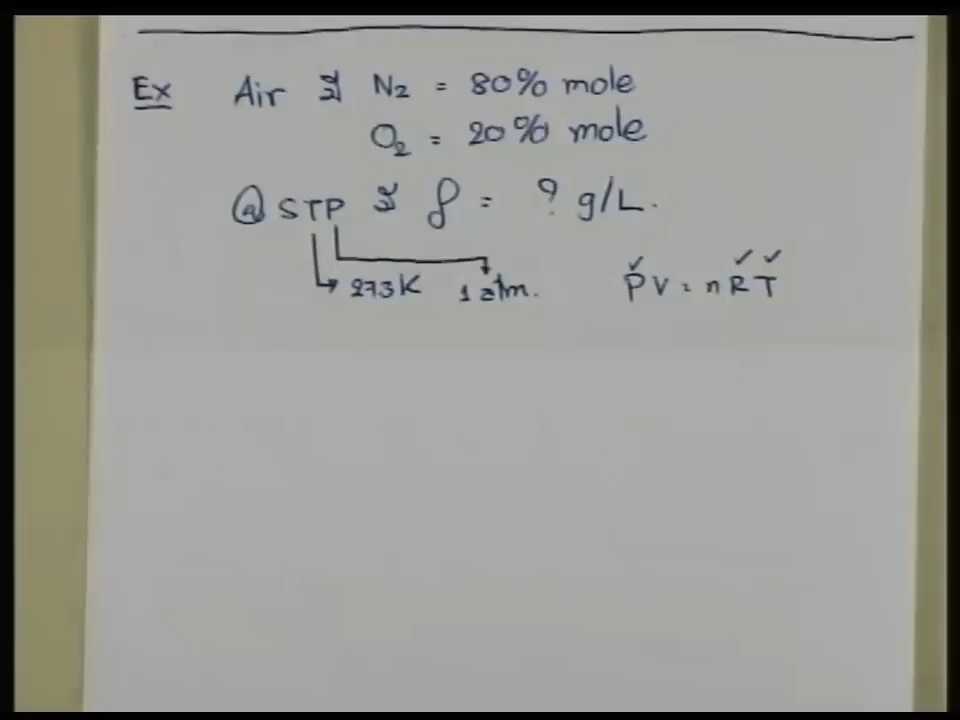 Ex Air มี N2 = 80% mole
O2 = 20% mole
@ STP มี ρ = ? g/L.
273K 1 atm. PV = nRT